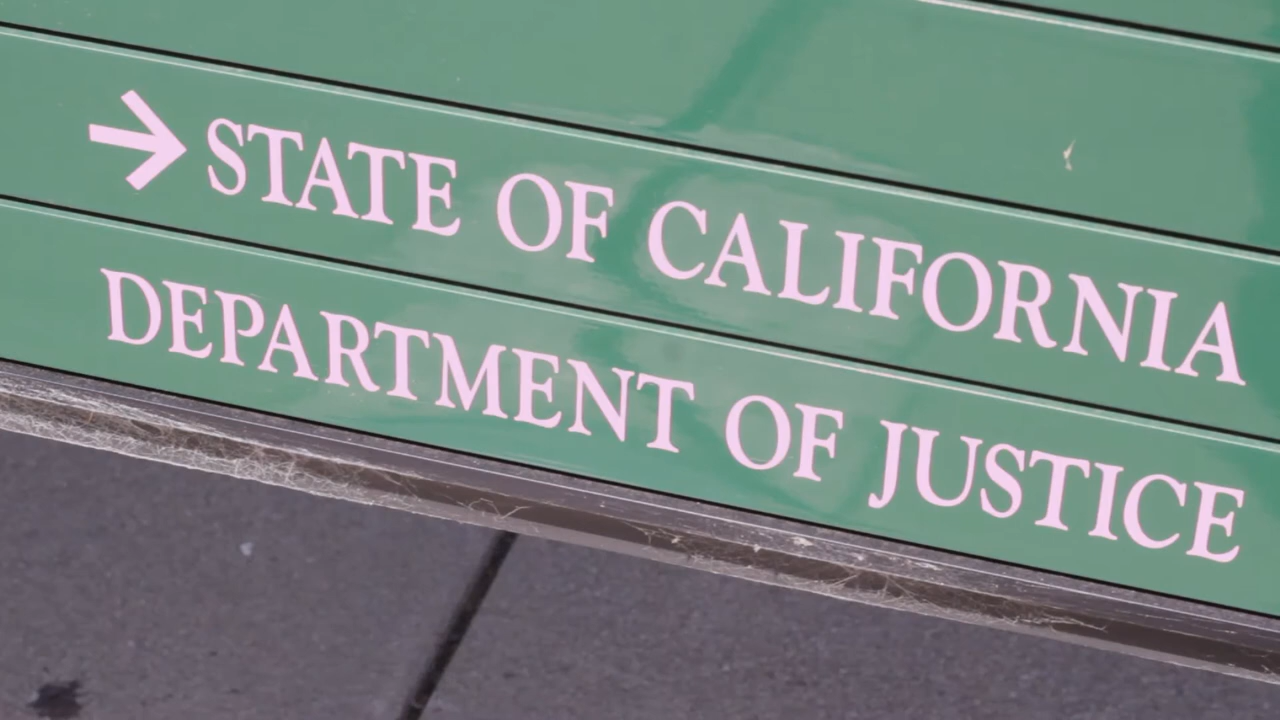 → STATE OF CALIFORNIA
DEPARTMENT OF JUSTICE